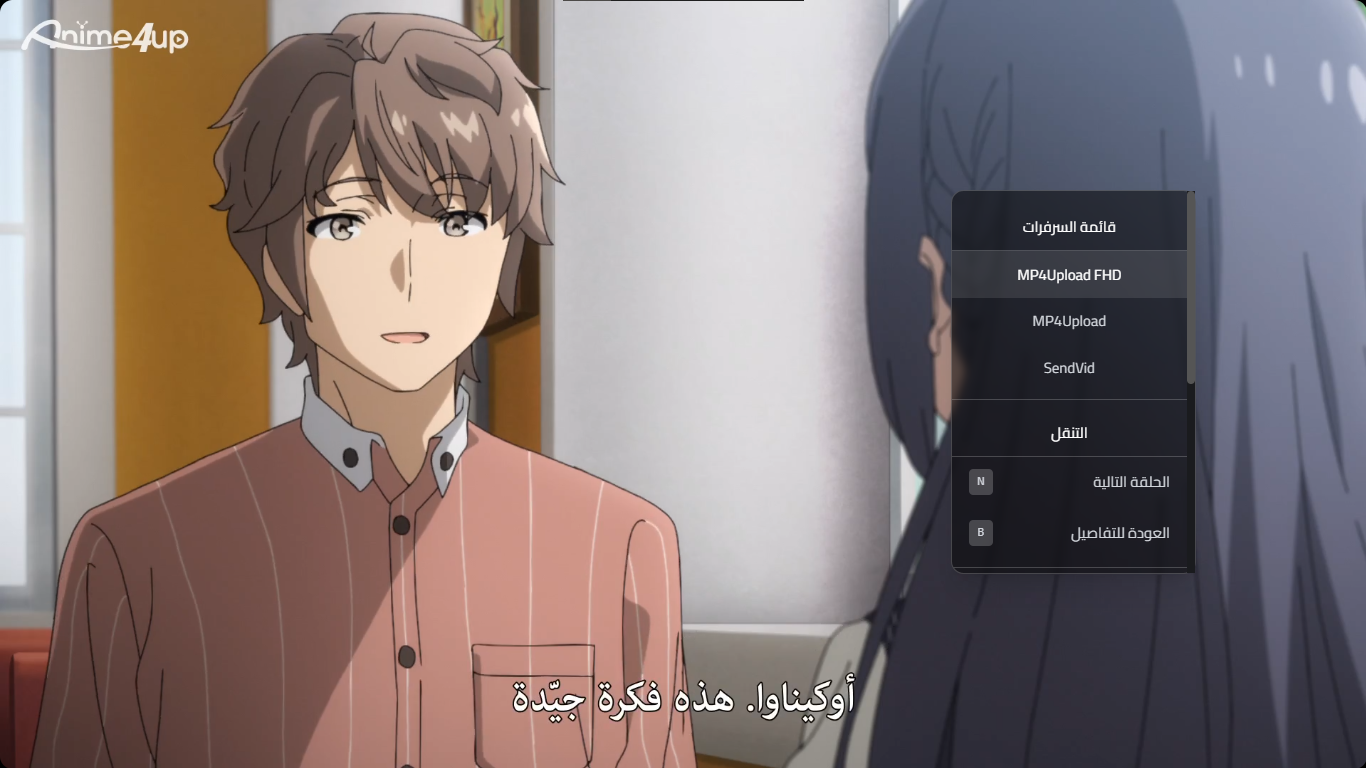 Anime4up
قائمة السرفرات
MP4Upload FHD
MP4Upload
SendVid
التنقل
الحلقة التالية N
العودة للتفاصيل B
أوكيناوا. هذه فكرة جيّدة